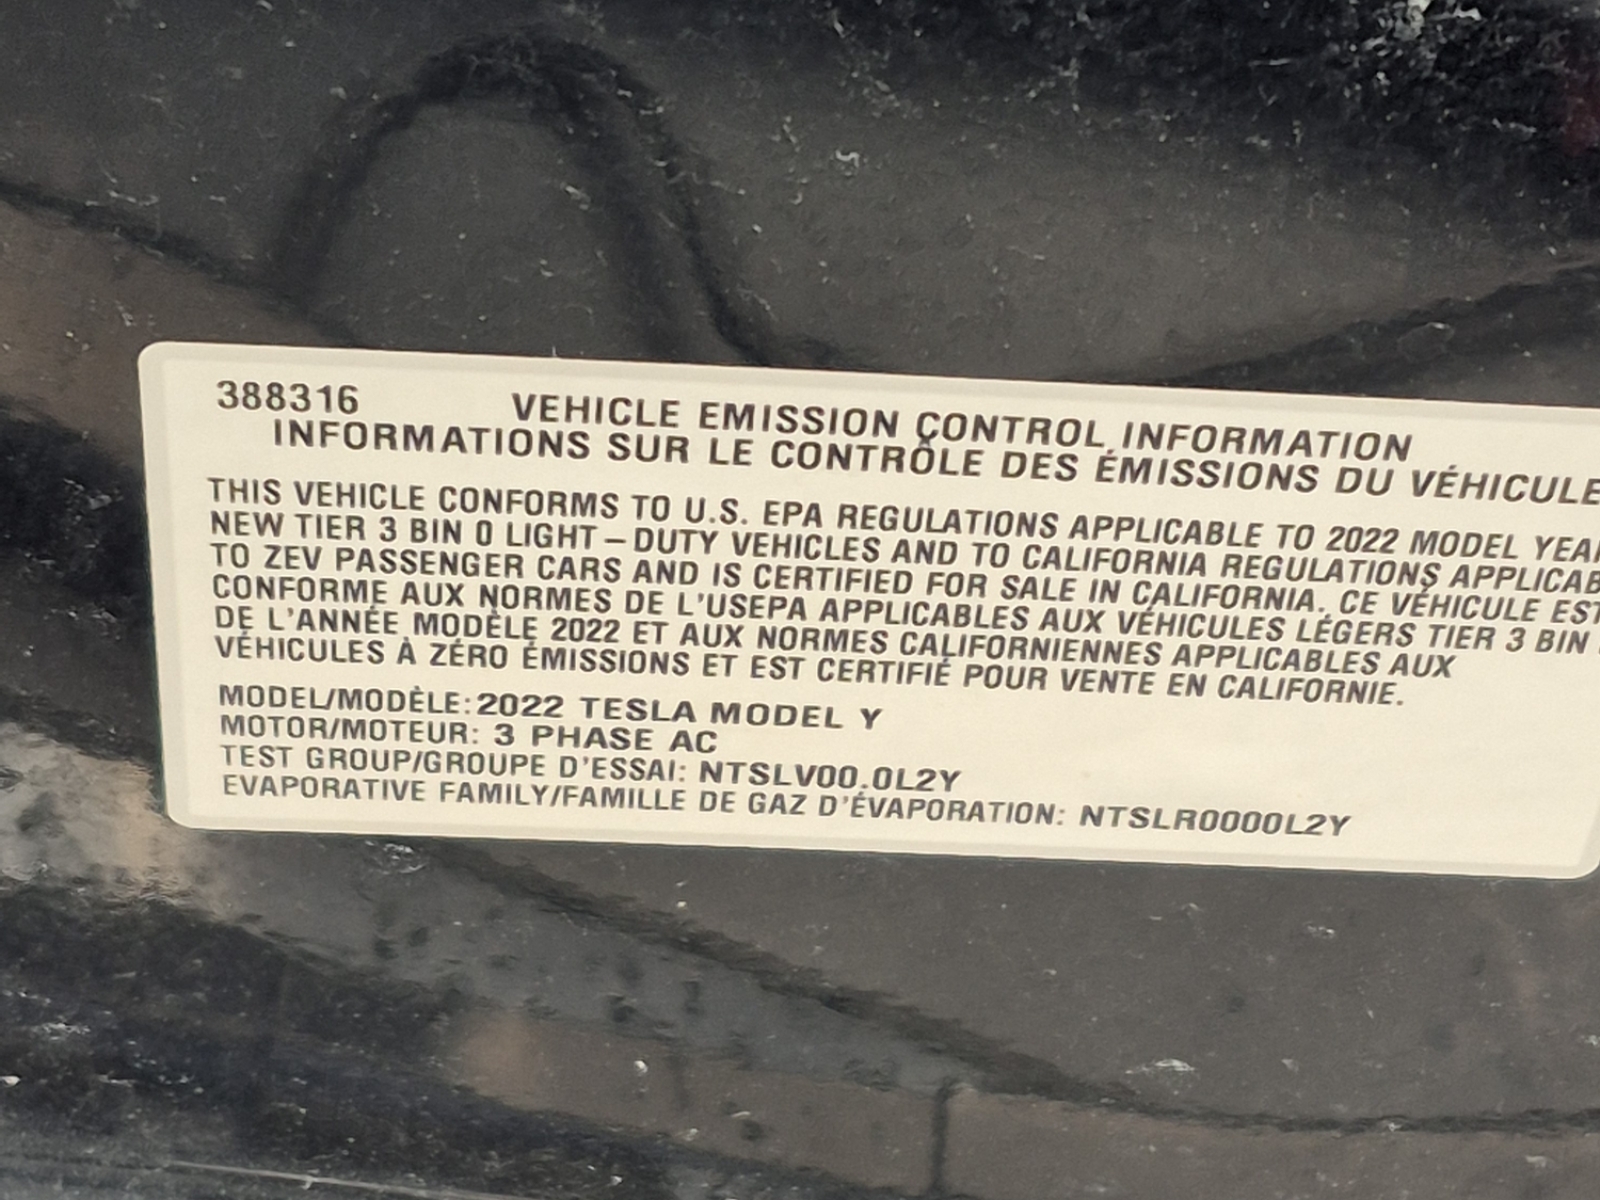 388316 VEHICLE EMISSION CONTROL INFORMATION
INFORMATIONS SUR LE CONTRÔLE DES ÉMISSIONS DU VÉHICULE
THIS VEHICLE CONFORMS TO U.S. EPA REGULATIONS APPLICABLE TO 2022 MODEL
NEW TIER 3 BIN 0 LIGHT–DUTY VEHICLES AND TO CALIFORNIA REGULATIONS
TO ZEV PASSENGER CARS AND IS CERTIFIED FOR SALE IN CALIFORNIA. CE VÉHICULE EST
CONFORME AUX NORMES DE L'USEPA APPLICABLES AUX VÉHICULES LÉGERS TIER 3 BIN
DE L'ANNÉE MODÈLE 2022 ET AUX NORMES CALIFORNIENNES APPLICABLES AUX
VÉHICULES À ZÉRO ÉMISSIONS ET EST CERTIFIÉ POUR VENTE EN CALIFORNIE.
MODEL/MODÈLE: 2022 TESLA MODEL Y
MOTOR/MOTEUR: 3 PHASE AC
TEST GROUP/GROUPE D'ESSAI: NTSLV00.0L2Y
EVAPORATIVE FAMILY/FAMILLE DE GAZ D'ÉVAPORATION: NTSLR0000L2Y